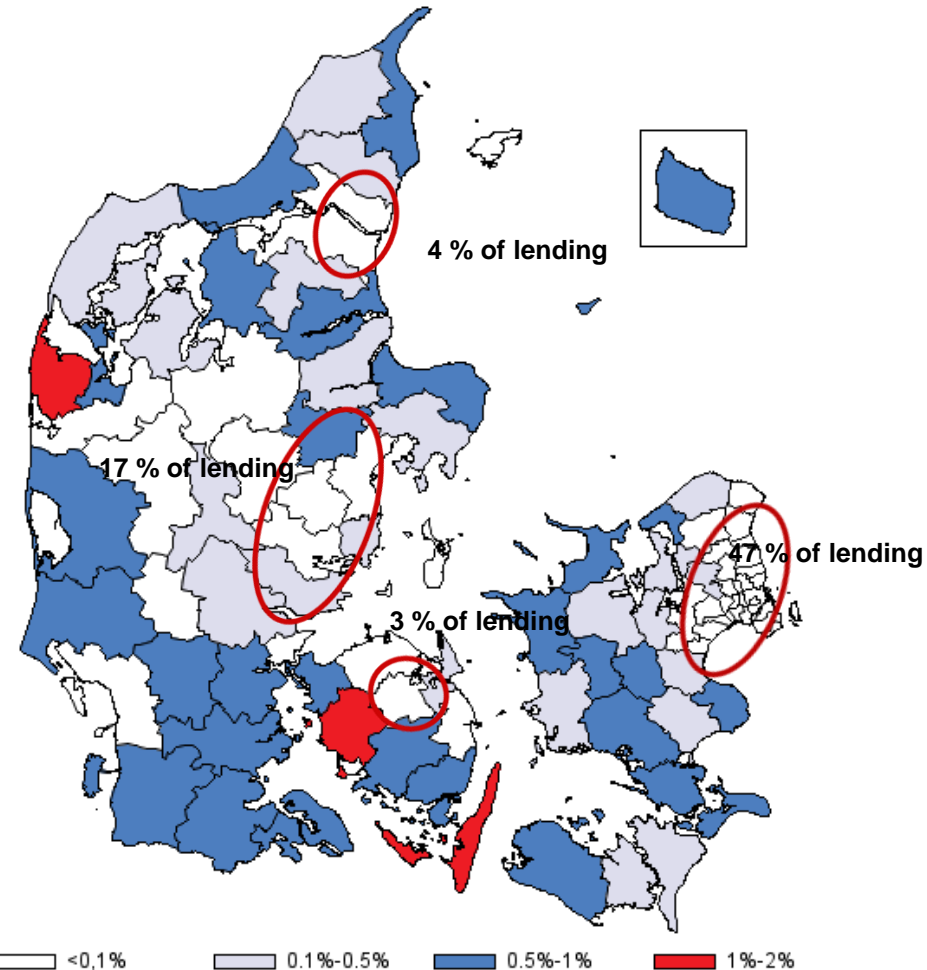 4 % of lending
17 % of lending
47 % of lending
3 % of lending
<0,1%
0.1%-0.5%
0.5%-1%
1%-2%